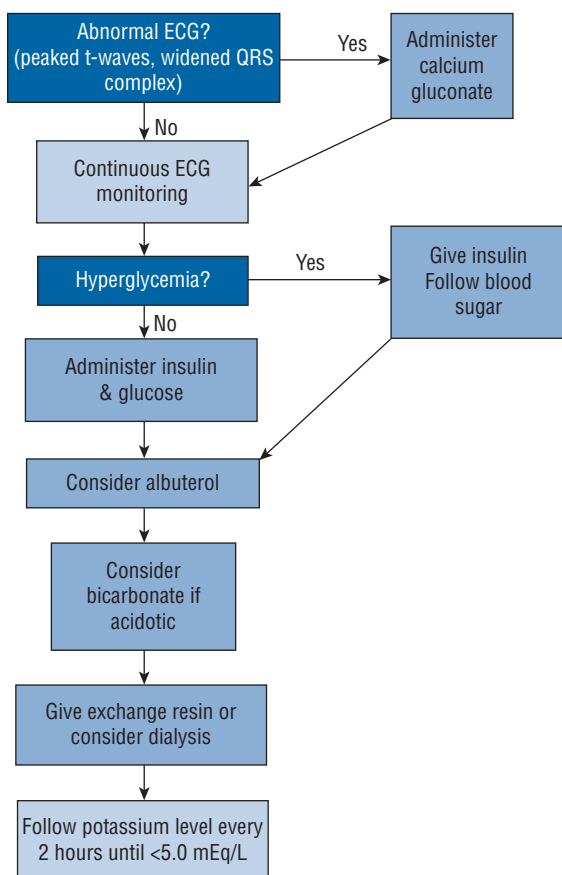 Abnormal ECG?
(peaked t-waves, widened QRS
complex)
Yes
Administer
calcium
gluconate
No
Continuous ECG
monitoring
Hyperglycemia?
Yes
Give insulin
Follow blood
sugar
No
Administer insulin
& glucose
Consider albuterol
Consider
bicarbonate if
acidotic
Give exchange resin or
consider dialysis
Follow potassium level every
2 hours until <5.0 mEq/L